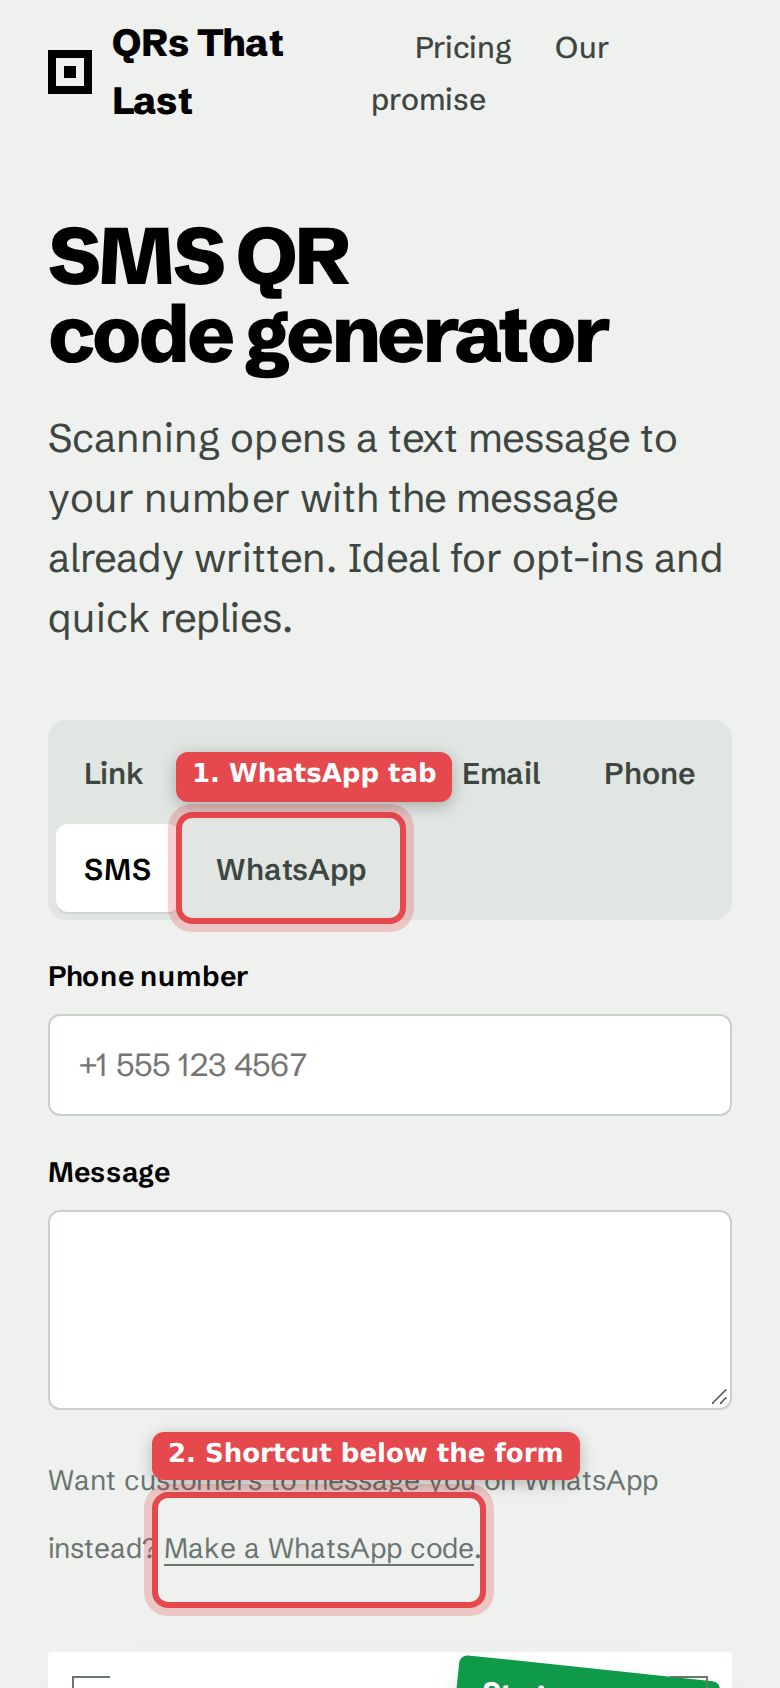 QRs That
Last
Pricing Our
promise
SMS QR
code generator
Scanning opens a text message to
your number with the message
already written. Ideal for opt-ins and
quick replies.
Link 1. WhatsApp tab Email Phone
SMS WhatsApp
Phone number
+1 555 123 4567
Message
2. Shortcut below the form
Want customers to message you on WhatsApp
instead? Make a WhatsApp code.